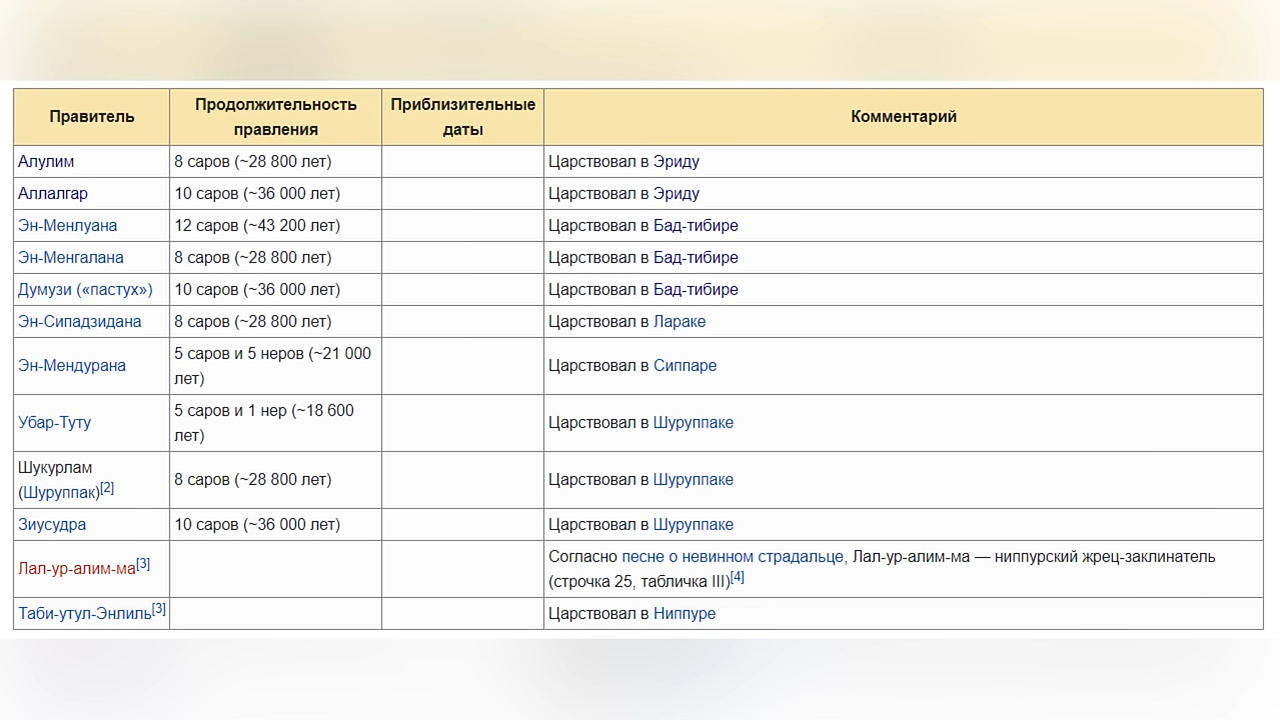 Правитель
Продолжительность
правления
Приблизительные
даты
Комментарий
Алулим
8 саров (~28 800 лет)
Царствовал в Эриду
Аллалгар
10 саров (~36 000 лет)
Царствовал в Эриду
Эн-Менлуана
12 саров (~43 200 лет)
Царствовал в Бад-тибире
Эн-Менгалана
8 саров (~28 800 лет)
Царствовал в Бад-тибире
Думузи («пастух»)
10 саров (~36 000 лет)
Царствовал в Бад-тибире
Эн-Сипадзидана
8 саров (~28 800 лет)
Царствовал в Лараке
Эн-Мендурана
5 саров и 5 неров (~21 000
лет)
Царствовал в Сиппаре
Убар-Туту
5 саров и 1 нер (~18 600
лет)
Царствовал в Шуруппаке
Шукурлам
(Шуруппак)[2]
8 саров (~28 800 лет)
Царствовал в Шуруппаке
Зиусудра
10 саров (~36 000 лет)
Царствовал в Шуруппаке
Лал-ур-алим-ма[3]
Согласно песне о невинном страдальце, Лал-ур-алим-ма — ниппурский жрец-заклинатель
(строчка 25, табличка III)[4]
Таби-утул-Энлиль[3]
Царствовал в Ниппуре